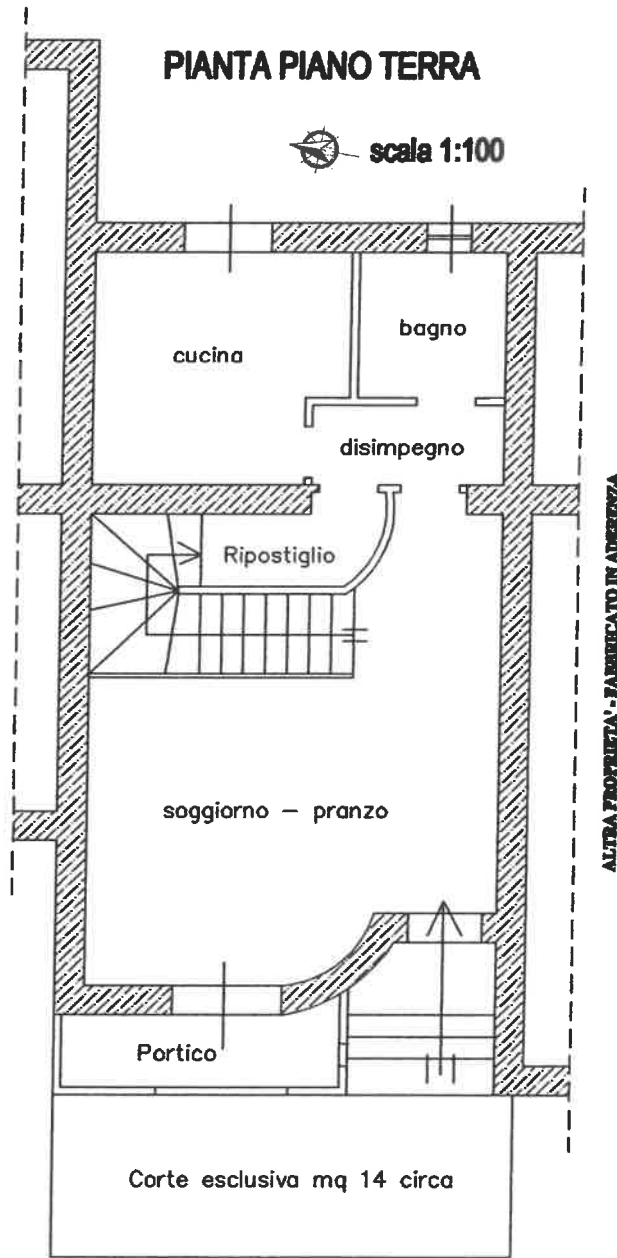 PIANTA PIANO TERRA
scala 1:100
cucina
bagno
disimpegno
Ripostiglio
soggiorno – pranzo
ALTRA PROPRIETA' - FABBRICATO IN ADERENZA
Portico
Corte esclusiva mq 14 circa